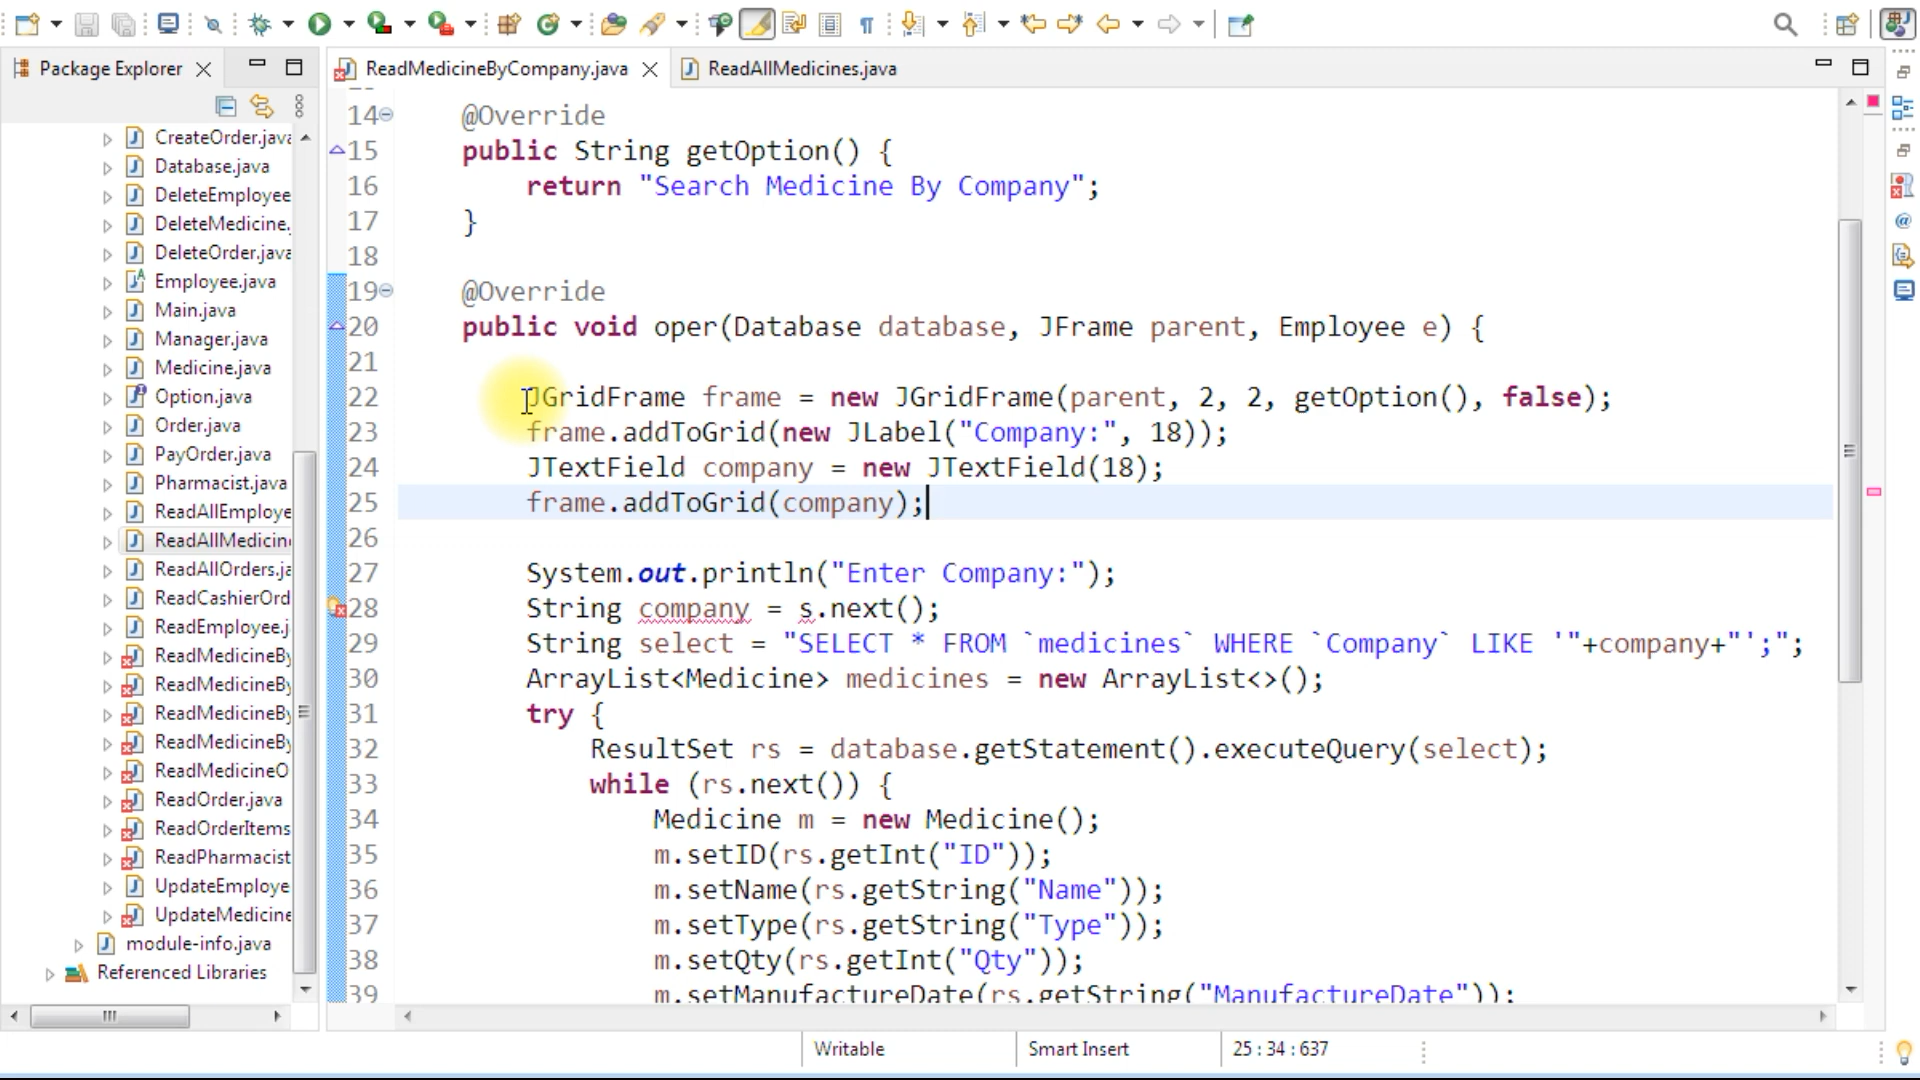 Package Explorer
ReadMedicineByCompany.java
ReadAllMedicines.java
CreateOrder.java
Database.java
DeleteEmployee
DeleteMedicine.
DeleteOrder.java
Employee.java
Main.java
Manager.java
Medicine.java
Option.java
Order.java
PayOrder.java
Pharmacist.java
ReadAllEmploye
ReadAllMedicin
ReadAllOrders.ja
ReadCashierOrd
ReadEmployee.j
ReadMedicineBy
ReadMedicineBy
ReadMedicineBy
ReadMedicineBy
ReadMedicineO
ReadOrder.java
ReadOrderItems
ReadPharmacist
UpdateEmploye
UpdateMedicine
module-info.java
Referenced Libraries
14 @Override
15 public String getOption() {
16 return "Search Medicine By Company";
17 }
18
19 @Override
20 public void oper(Database database, JFrame parent, Employee e) {
21
22 JGridFrame frame = new JGridFrame(parent, 2, 2, getOption(), false);
23 frame.addToGrid(new JLabel("Company:", 18));
24 JTextField company = new JTextField(18);
25 frame.addToGrid(company);
26
27 System.out.println("Enter Company:");
28 String company = s.next();
29 String select = "SELECT * FROM `medicines` WHERE `Company` LIKE '"+company+"';";
30 ArrayList<Medicine> medicines = new ArrayList<>();
31 try {
32 ResultSet rs = database.getStatement().executeQuery(select);
33 while (rs.next()) {
34 Medicine m = new Medicine();
35 m.setID(rs.getInt("ID"));
36 m.setName(rs.getString("Name"));
37 m.setType(rs.getString("Type"));
38 m.setQty(rs.getInt("Qty"));
39 m.setManufactureDate(rs.getString("ManufactureDate"));
Writable
Smart Insert
25 : 34 : 637